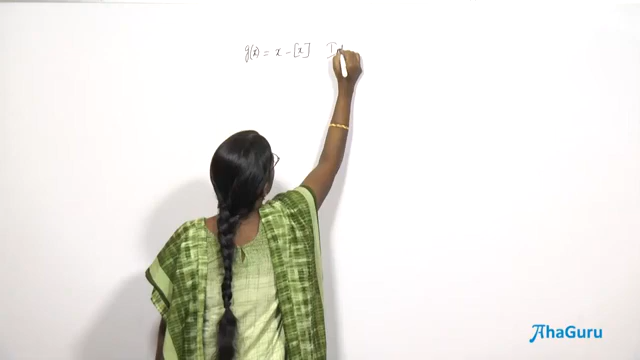 g(x) = x - [x] I
AhaGuru